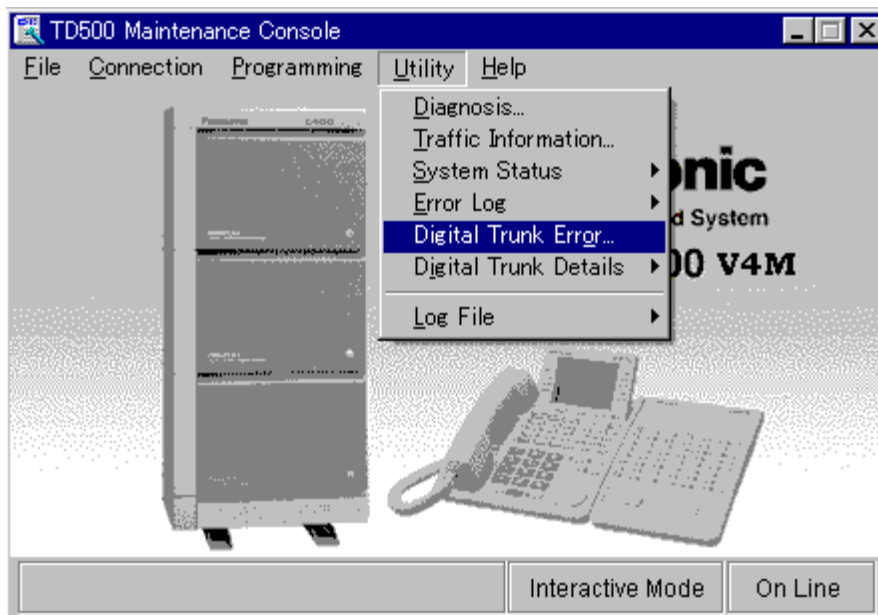 TD500 Maintenance Console
File Connection Programming Utility Help
Diagnosis...
Traffic Information...
System Status
Error Log
Digital Trunk Error...
Digital Trunk Details
Log File
onic
d System
00 V4M
Interactive Mode
On Line